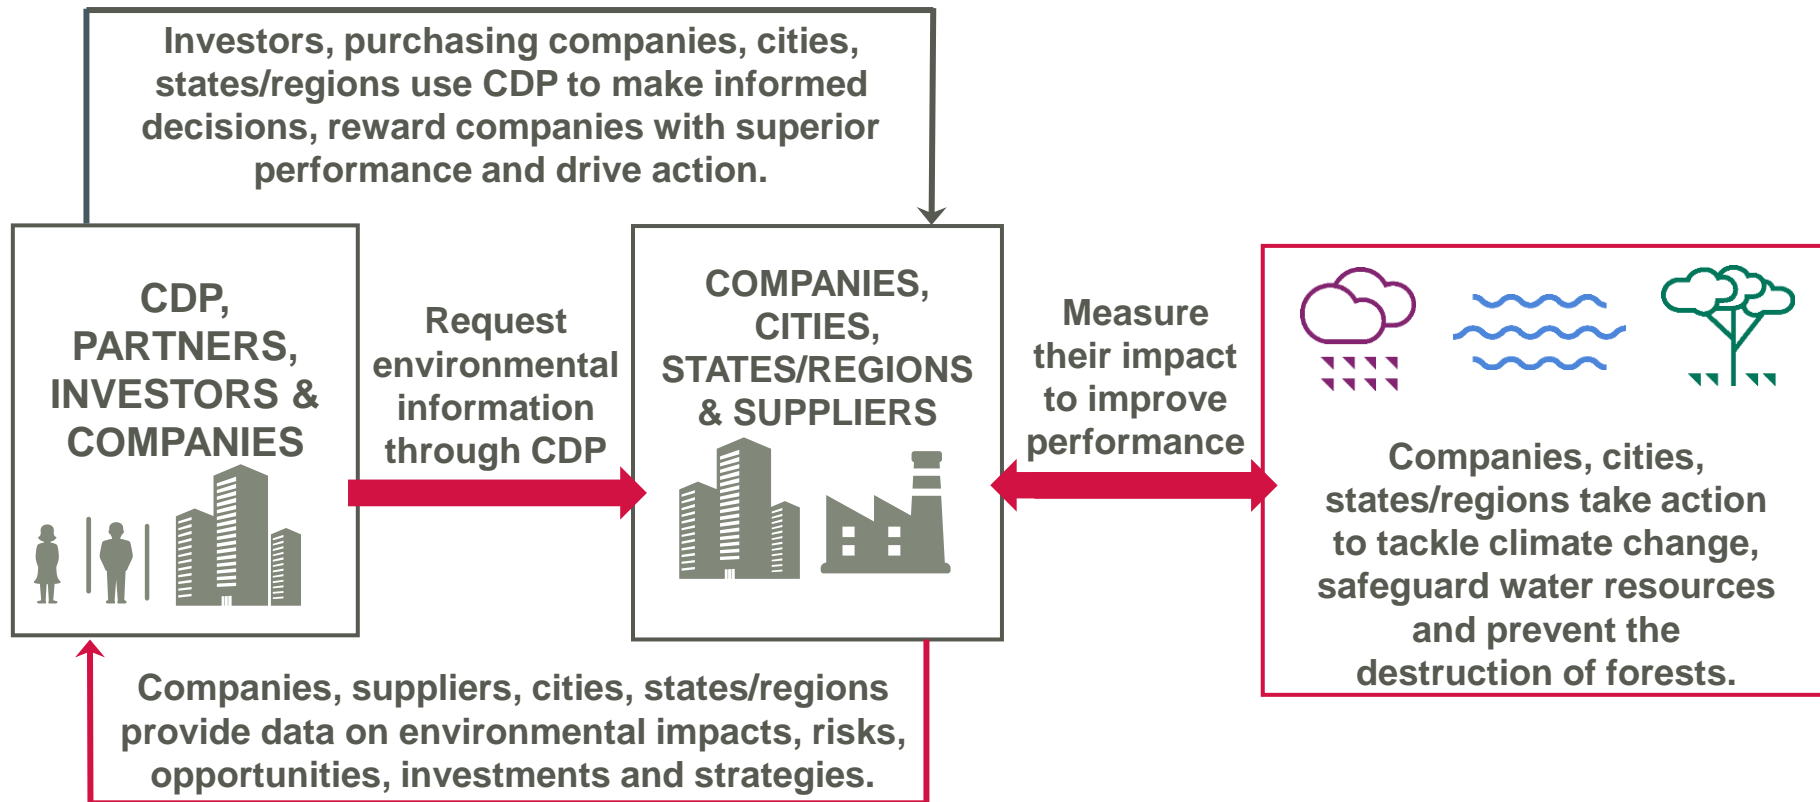 Investors, purchasing companies, cities,
states/regions use CDP to make informed
decisions, reward companies with superior
performance and drive action.
CDP,
PARTNERS,
INVESTORS &
COMPANIES
Request
environmental
information
through CDP
COMPANIES,
CITIES,
STATES/REGIONS
& SUPPLIERS
Measure
their impact
to improve
performance
Companies, cities,
states/regions take action
to tackle climate change,
safeguard water resources
and prevent the
destruction of forests.
Companies, suppliers, cities, states/regions
provide data on environmental impacts, risks,
opportunities, investments and strategies.